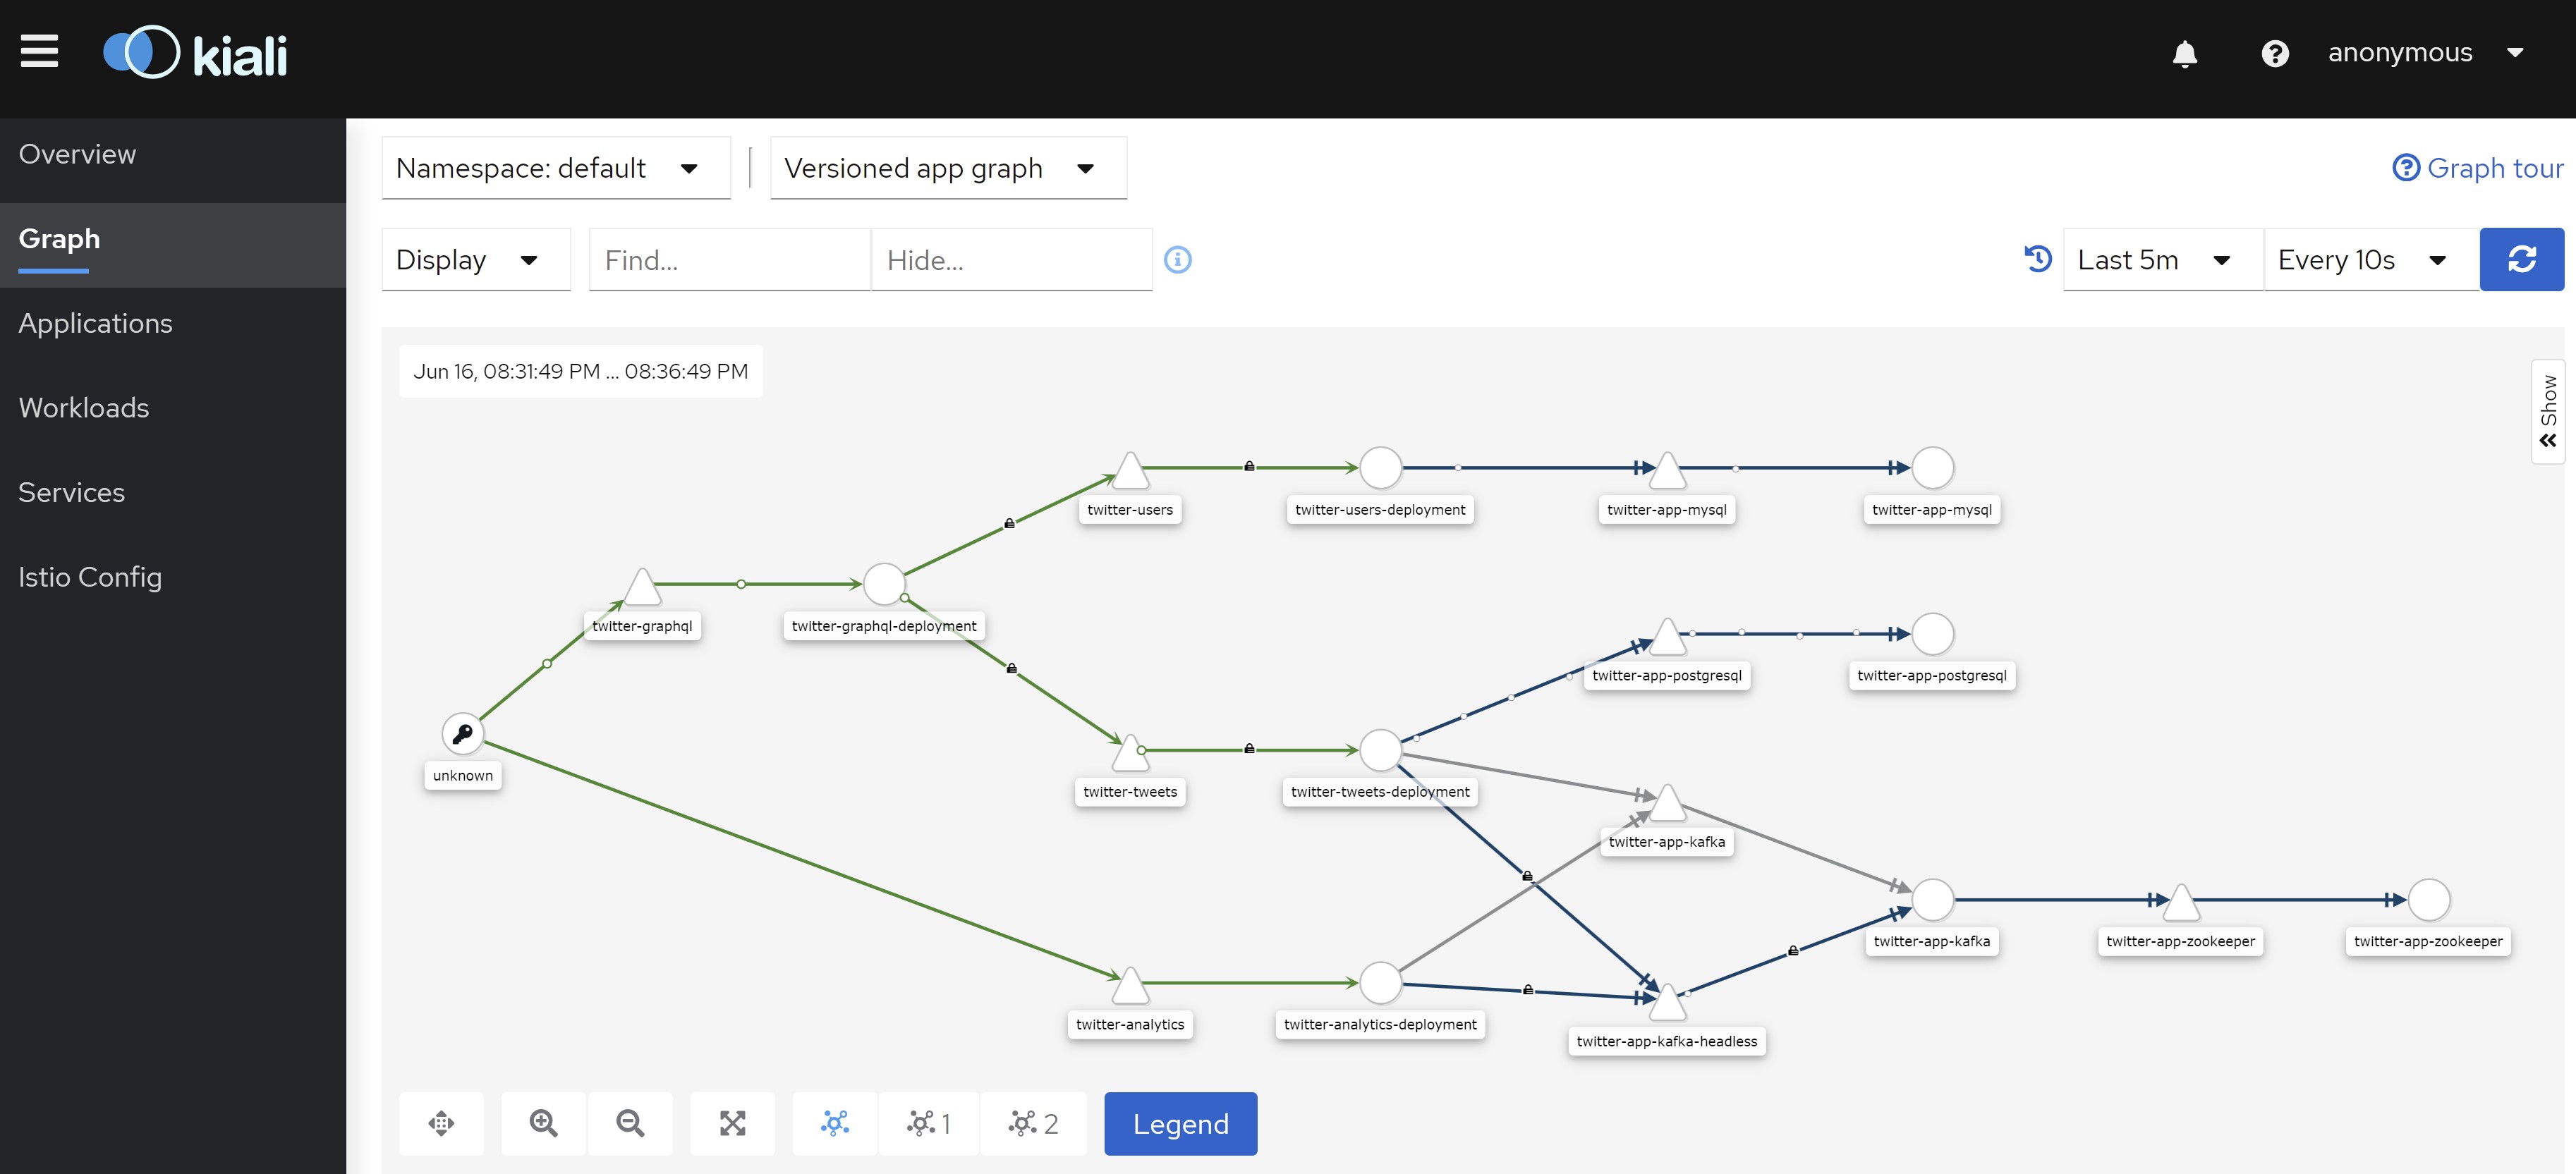 kiali
anonymous
Overview
Graph
Applications
Workloads
Services
Istio Config
Namespace: default
Versioned app graph
Graph tour
Display
Find...
Hide...
Last 5m
Every 10s
Jun 16, 08:31:49 PM ... 08:36:49 PM
Show
twitter-users
twitter-users-deployment
twitter-app-mysql
twitter-app-mysql
twitter-graphql
twitter-graphql-deployment
twitter-app-postgresql
twitter-app-postgresql
unknown
twitter-tweets
twitter-tweets-deployment
twitter-app-kafka
twitter-app-kafka
twitter-app-zookeeper
twitter-app-zookeeper
twitter-analytics
twitter-analytics-deployment
twitter-app-kafka-headless
1
2
Legend